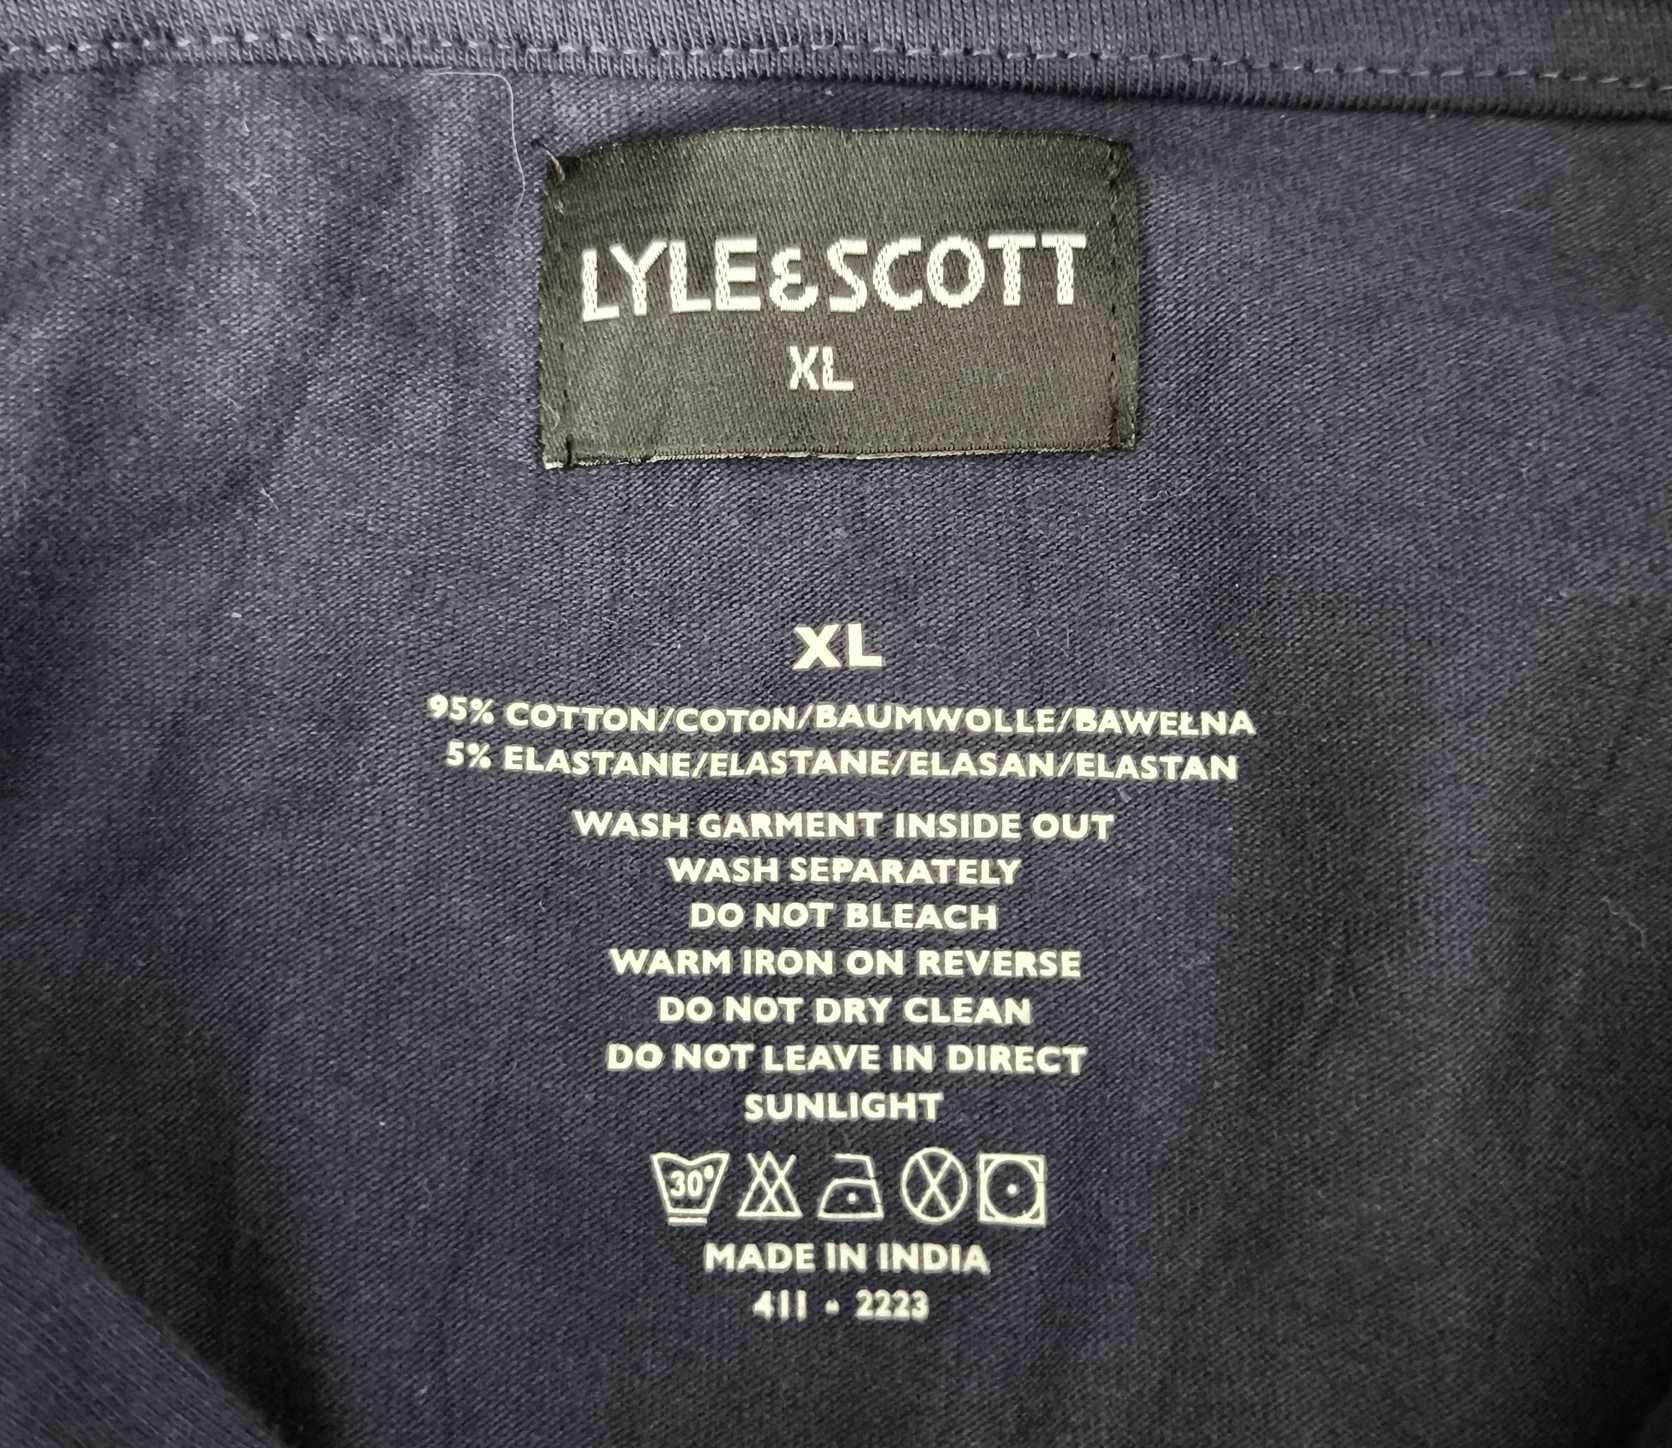 LYLE & SCOTT
XL
XL
95% COTTON/COTON/BAUMWOLLE/BAWEŁNA
5% ELASTANE/ELASTANE/ELASAN/ELASTAN
WASH GARMENT INSIDE OUT
WASH SEPARATELY
DO NOT BLEACH
WARM IRON ON REVERSE
DO NOT DRY CLEAN
DO NOT LEAVE IN DIRECT
SUNLIGHT
30°
MADE IN INDIA
411 - 2223